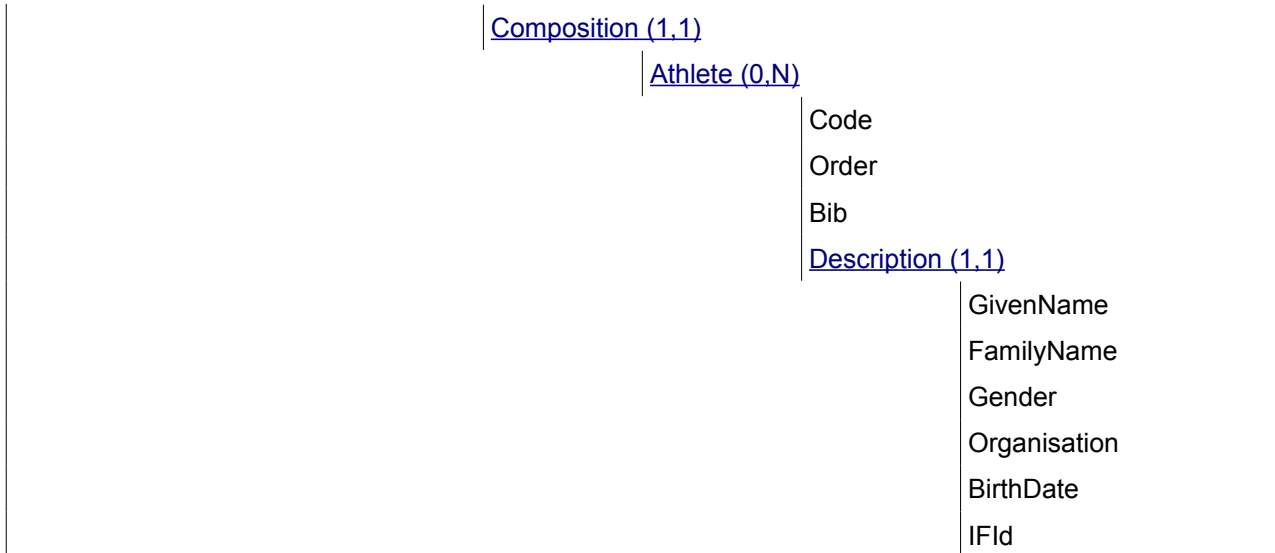 Composition (1,1)
Athlete (0,N)
Code
Order
Bib
Description (1,1)
GivenName
FamilyName
Gender
Organisation
BirthDate
IFId